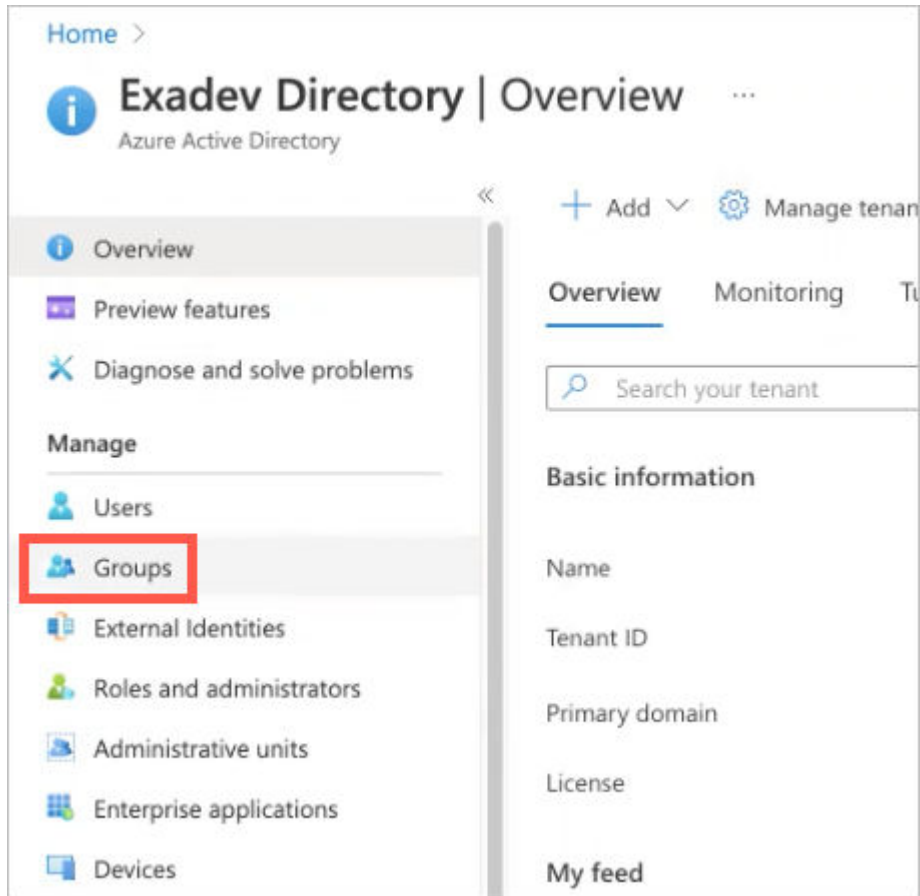 Home >
Exadev Directory | Overview ...
Azure Active Directory
«
Overview
Preview features
Diagnose and solve problems
Manage
Users
Groups
External Identities
Roles and administrators
Administrative units
Enterprise applications
Devices
+ Add Manage tenan
Overview Monitoring Tu
Search your tenant
Basic information
Name
Tenant ID
Primary domain
License
My feed